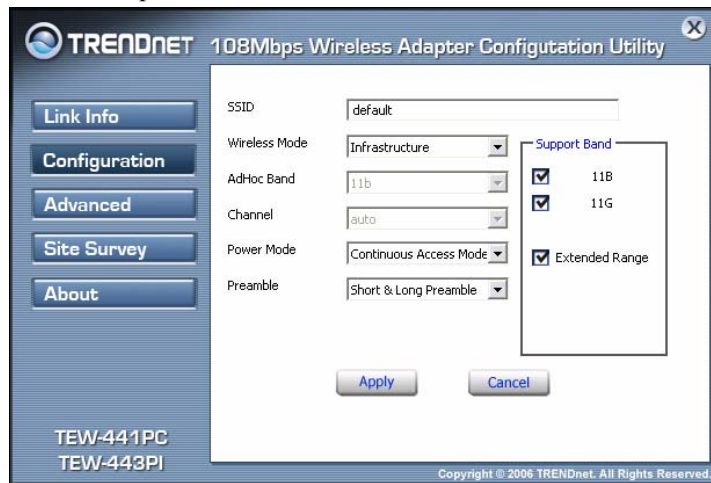 TRENDNET 108Mbps Wireless Adapter Configutation Utility
X
Link Info
Configuration
Advanced
Site Survey
About
TEW-441PC
TEW-443PI
SSID default
Wireless Mode Infrastructure
AdHoc Band 11b
Channel auto
Power Mode Continuous Access Mode
Preamble Short & Long Preamble
Support Band
11B
11G
Extended Range
Apply Cancel
Copyright © 2006 TRENDnet. All Rights Reserved.